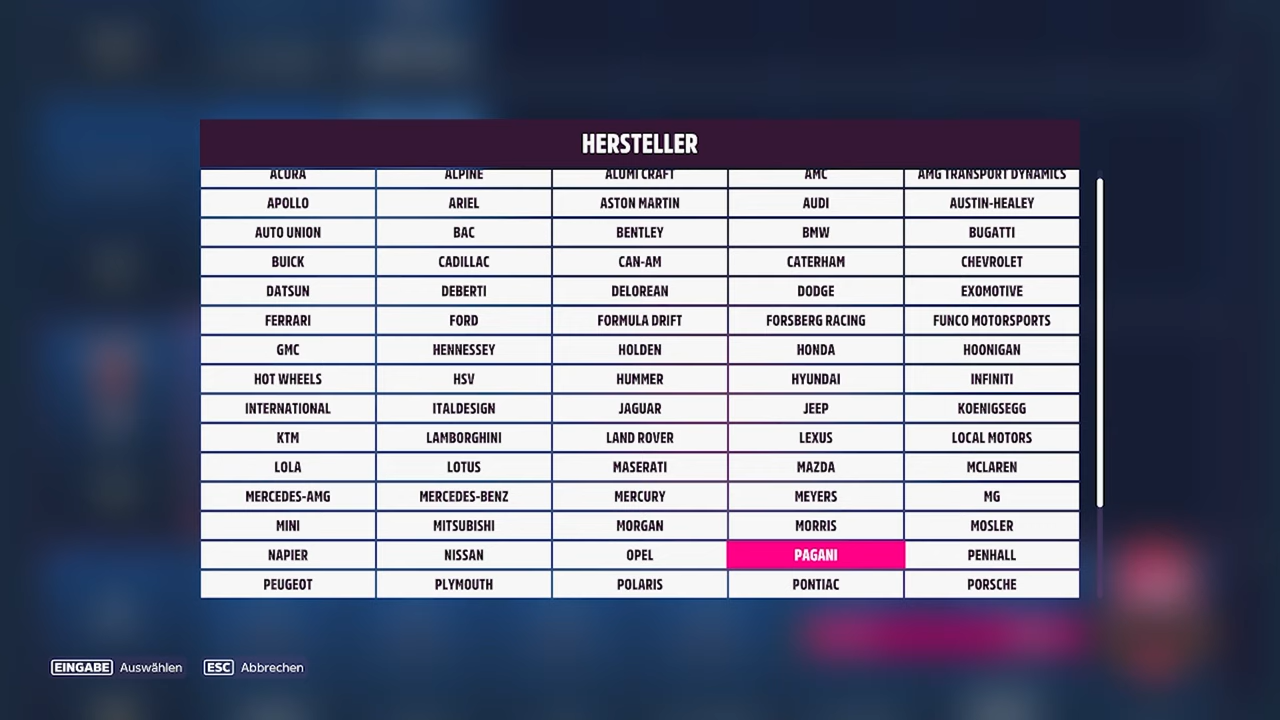 HERSTELLER
ACURA ALPINE ALUMI CRAFT AMC AMG TRANSPORT DYNAMICS
APOLLO ARIEL ASTON MARTIN AUDI AUSTIN-HEALEY
AUTO UNION BAC BENTLEY BMW BUGATTI
BUICK CADILLAC CAN-AM CATERHAM CHEVROLET
DATSUN DEBERTI DELOREAN DODGE EXOMOTIVE
FERRARI FORD FORMULA DRIFT FORSBERG RACING FUNCO MOTORSPORTS
GMC HENNESSEY HOLDEN HONDA HOONIGAN
HOT WHEELS HSV HUMMER HYUNDAI INFINITI
INTERNATIONAL ITALDESIGN JAGUAR JEEP KOENIGSEGG
KTM LAMBORGHINI LAND ROVER LEXUS LOCAL MOTORS
LOLA LOTUS MASERATI MAZDA MCLAREN
MERCEDES-AMG MERCEDES-BENZ MERCURY MEYERS MG
MINI MITSUBISHI MORGAN MORRIS MOSLER
NAPIER NISSAN OPEL PAGANI PENHALL
PEUGEOT PLYMOUTH POLARIS PONTIAC PORSCHE
EINGABE Auswählen ESC Abbrechen